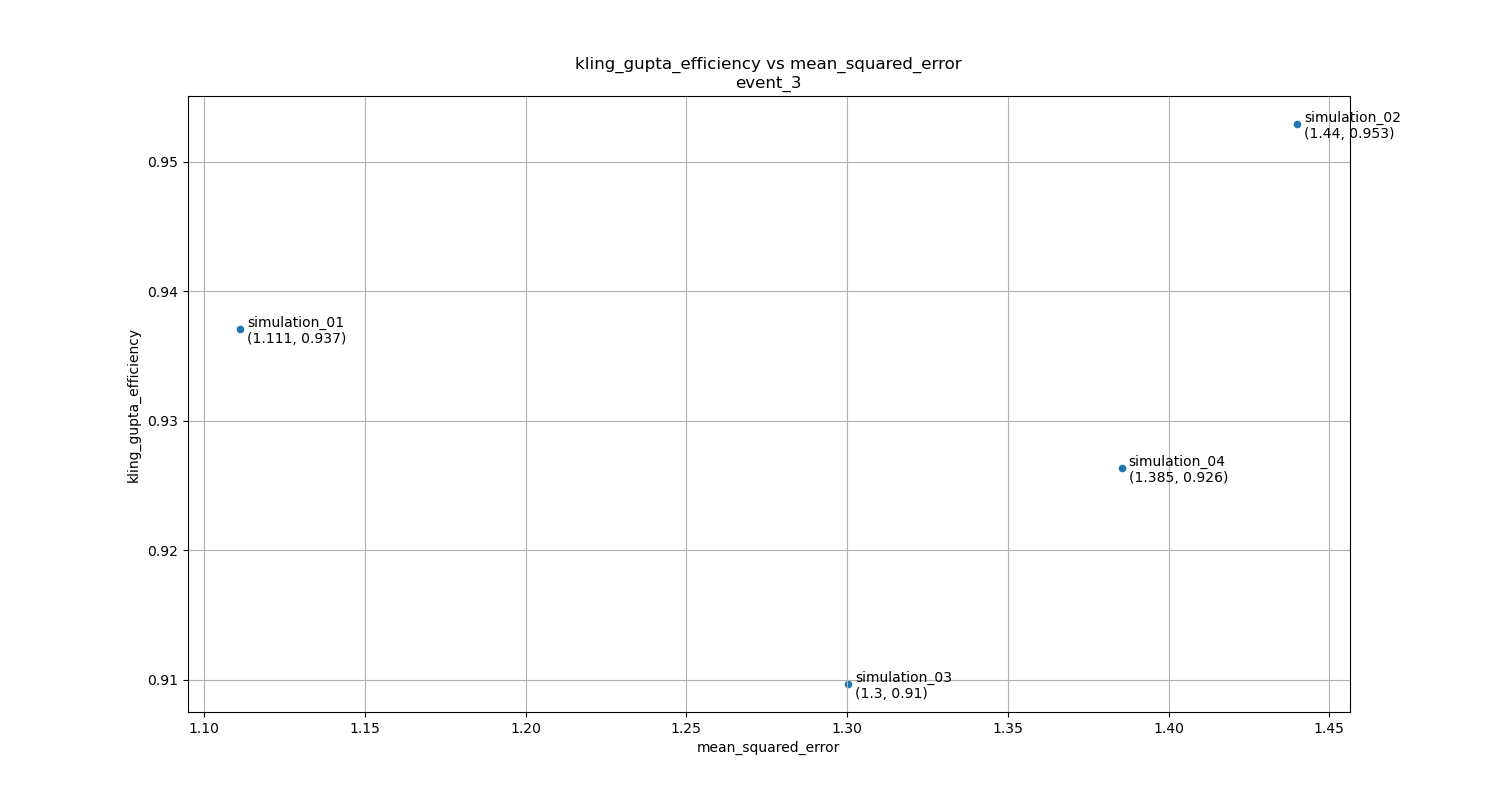 kling_gupta_efficiency vs mean_squared_error
event_3
simulation_02
(1.44, 0.953)
0.95
0.94
simulation_01
(1.111, 0.937)
kling_gupta_efficiency
0.93
simulation_04
(1.385, 0.926)
0.92
0.91
simulation_03
(1.3, 0.91)
1.10
1.15
1.20
1.25
1.30
1.35
1.40
1.45
mean_squared_error